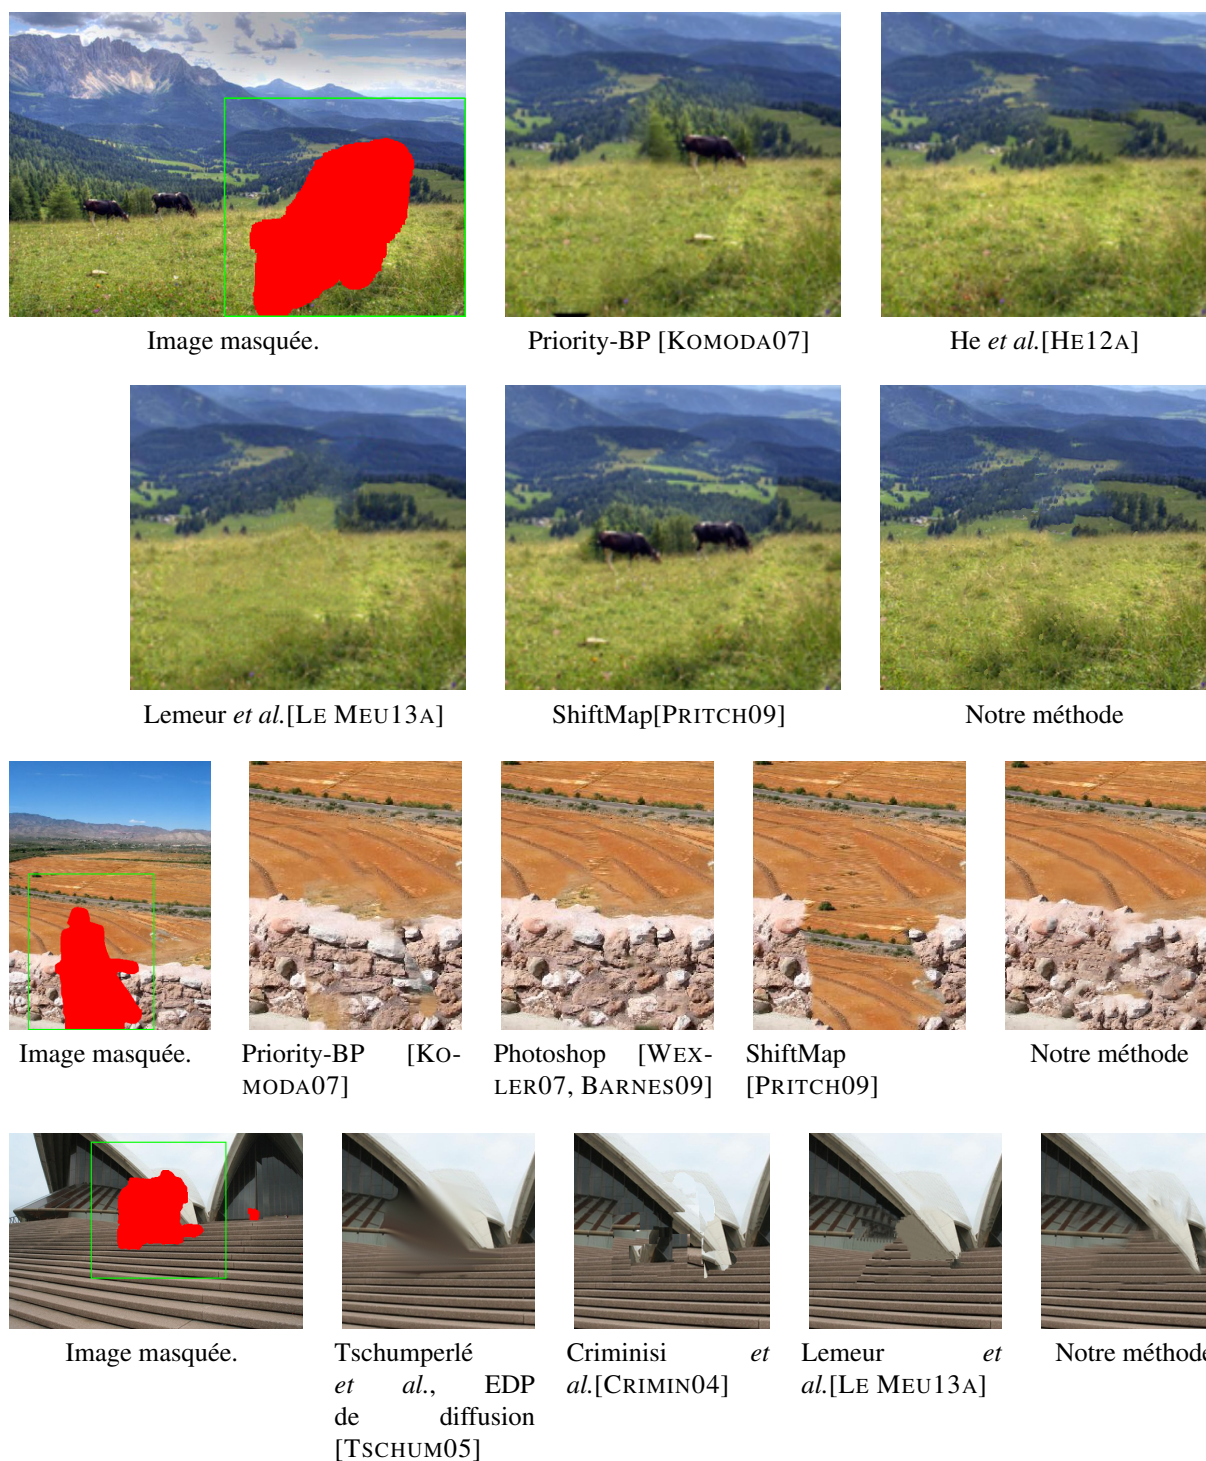 Image masquée.
Priority-BP [KOMODA07]
He et al.[HE12A]
Lemeur et al.[LE MEU13A]
ShiftMap[PRITCH09]
Notre méthode
Image masquée.
Priority-BP [KO-
MODA07]
Photoshop [WEX-
LER07, BARNES09]
ShiftMap
[PRITCH09]
Notre méthode
Image masquée.
Tschumperlé
et al., EDP
de diffusion
[TSCHUM05]
Criminisi et
al.[CRIMIN04]
Lemeur et
al.[LE MEU13A]
Notre méthode